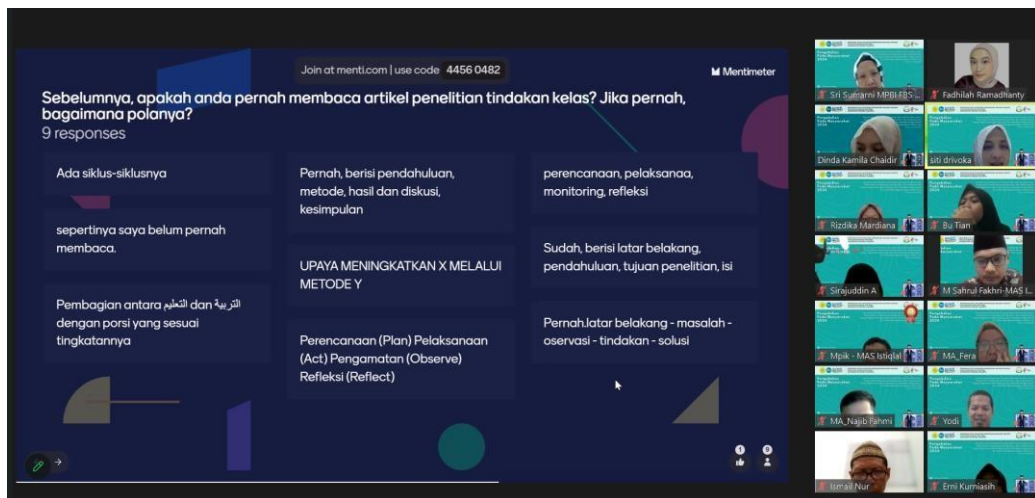 Join at menti.com | use code 4456 0482
Mentimeter
Sebelumnya, apakah anda pernah membaca artikel penelitian tindakan kelas? Jika pernah,
bagaimana polanya?
9 responses
Ada siklus-siklusnya
sepertinya saya belum pernah
membaca.
Pembagian antara التربية dan التعليم
dengan porsi yang sesuai
tingkatannya
Pernah, berisi pendahuluan,
metode, hasil dan diskusi,
kesimpulan
UPAYA MENINGKATKAN X MELALUI
METODE Y
Perencanaan (Plan) Pelaksanaan
(Act) Pengamatan (Observe)
Refleksi (Reflect)
perencanaan, pelaksanaa,
monitoring, refleksi
Sudah, berisi latar belakang,
pendahuluan, tujuan penelitian, isi
Pernah.latar belakang - masalah -
oservasi - tindakan - solusi
1 9
Sri Sumarni MPBI FBS ...
Fadhilah Ramadhanty
Dinda Kamila Chaidir
siti drivoka
Rizdika Mardiana
Bu Tian
Sirajuddin A
M Sahrul Fakhri-MAS I...
Mpik - MAS Istiqlal
MA_Fera
MA_Najib Fahmi
Yodi
Ismail Nur
Erni Kurniasih